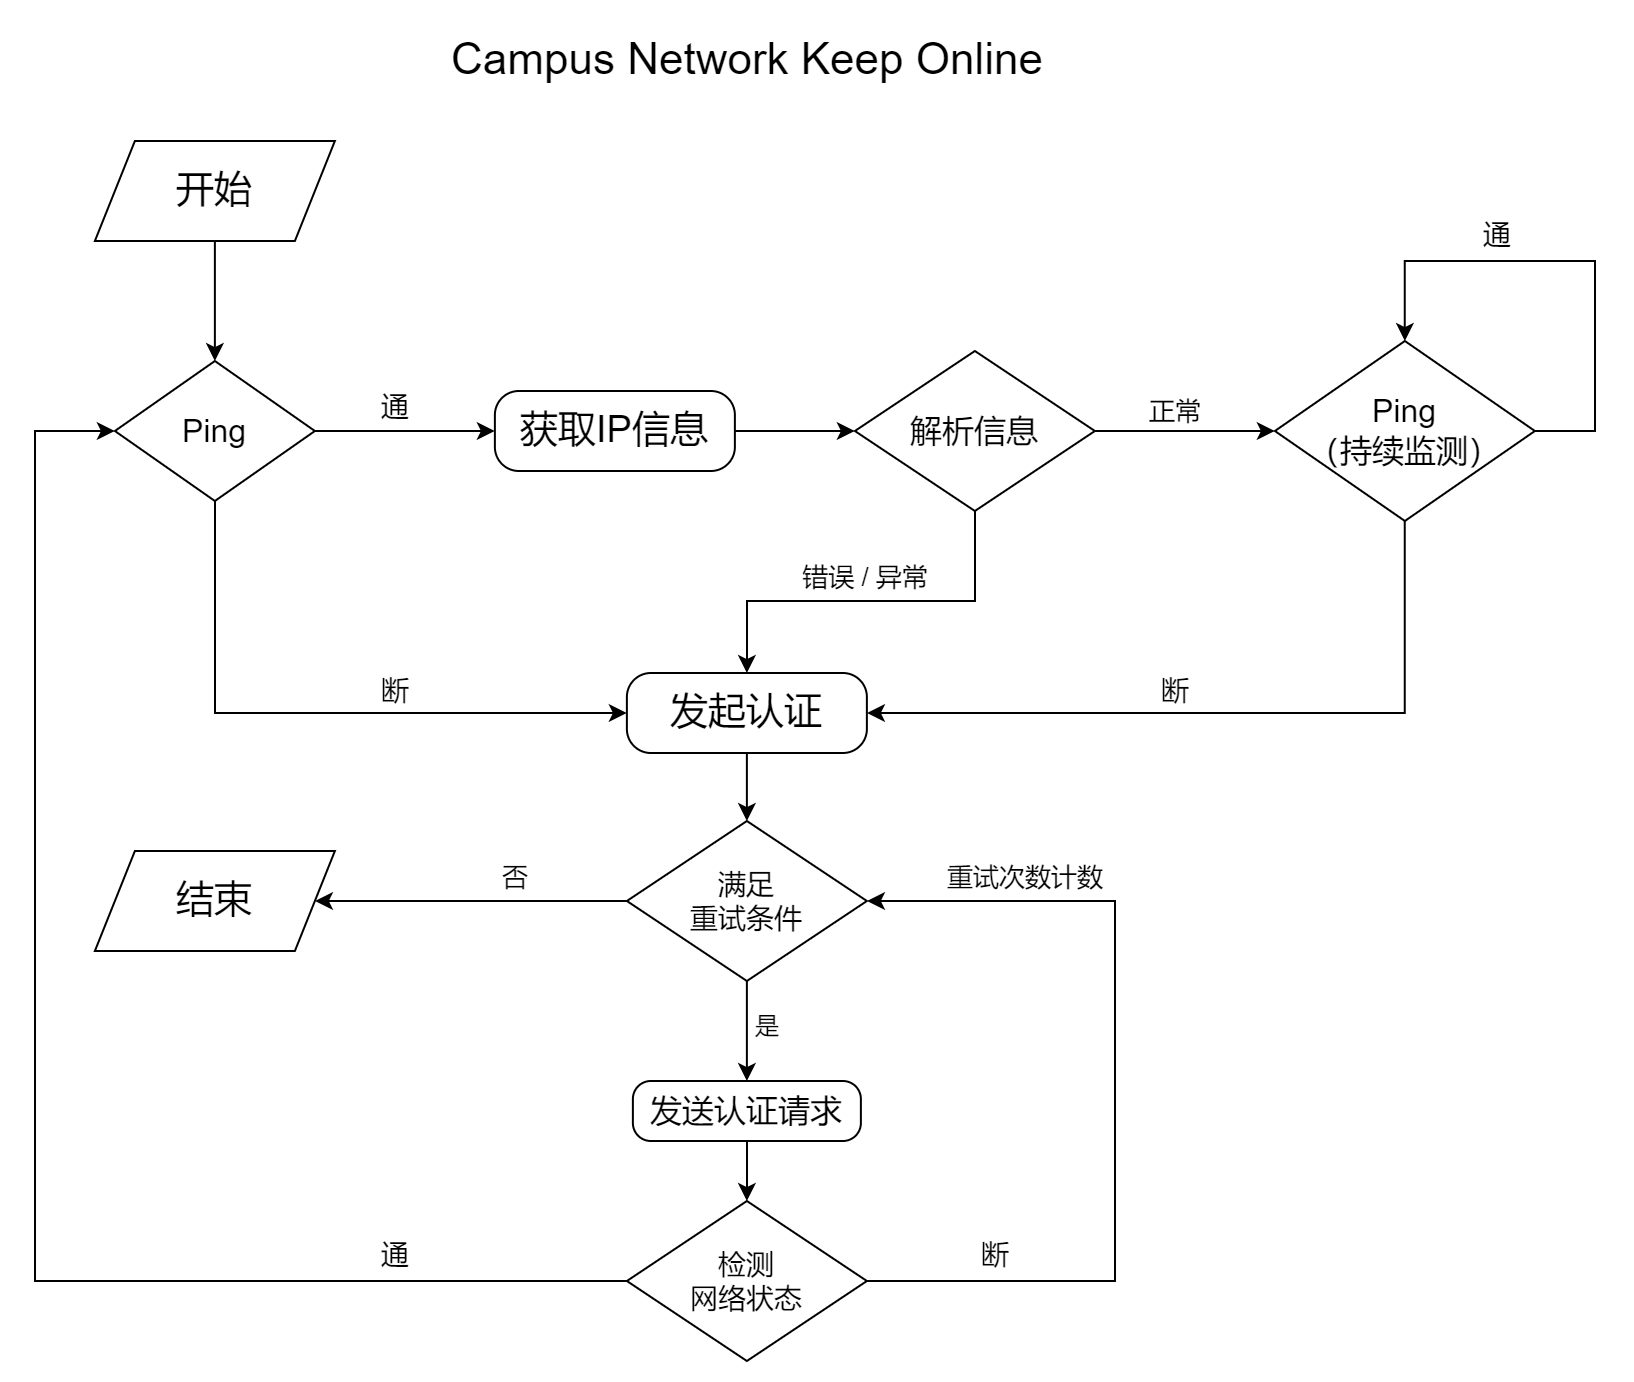 Campus Network Keep Online
开始
通
Ping
通
获取IP信息
解析信息
正常
Ping
(持续监测)
错误 / 异常
断
发起认证
断
结束
否
满足
重试条件
重试次数计数
是
发送认证请求
通
检测
网络状态
断